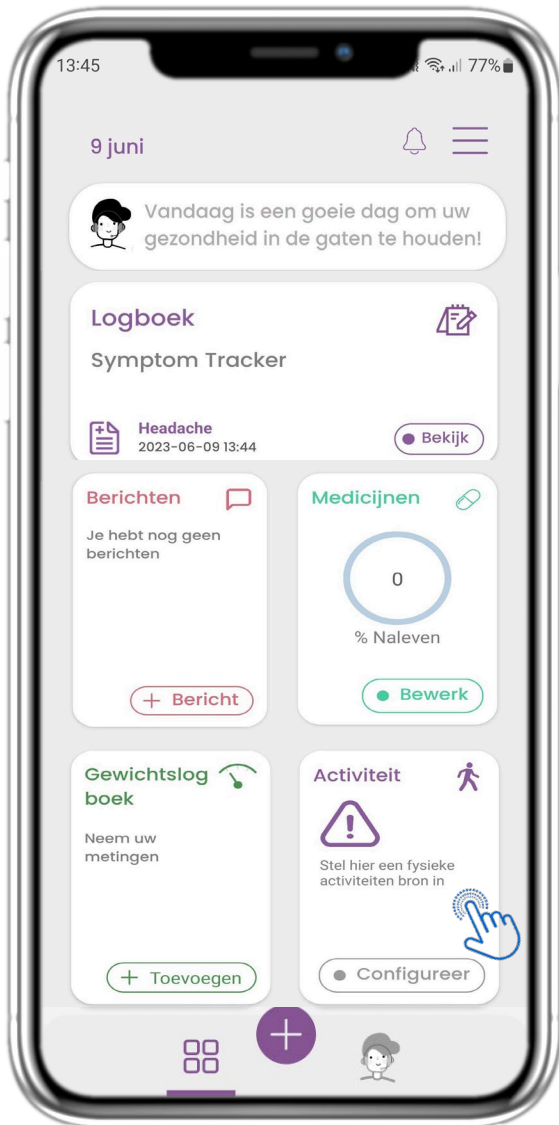 13:45
77%
9 juni
Vandaag is een goeie dag om uw
gezondheid in de gaten te houden!
Logboek
Symptom Tracker
Headache
2023-06-09 13:44
Bekijk
Berichten
Je hebt nog geen
berichten
+ Bericht
Medicijnen
0
% Naleven
Bewerk
Gewichtslog
boek
Neem uw
metingen
+ Toevoegen
Activiteit
Stel hier een fysieke
activiteiten bron in
Configureer